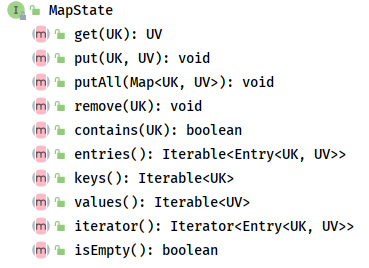 I MapState
m get(UK): UV
m put(UK, UV): void
m putAll(Map<UK, UV>): void
m remove(UK): void
m contains(UK): boolean
m entries(): Iterable<Entry<UK, UV>>
m keys(): Iterable<UK>
m values(): Iterable<UV>
m iterator(): Iterator<Entry<UK, UV>>
m isEmpty(): boolean